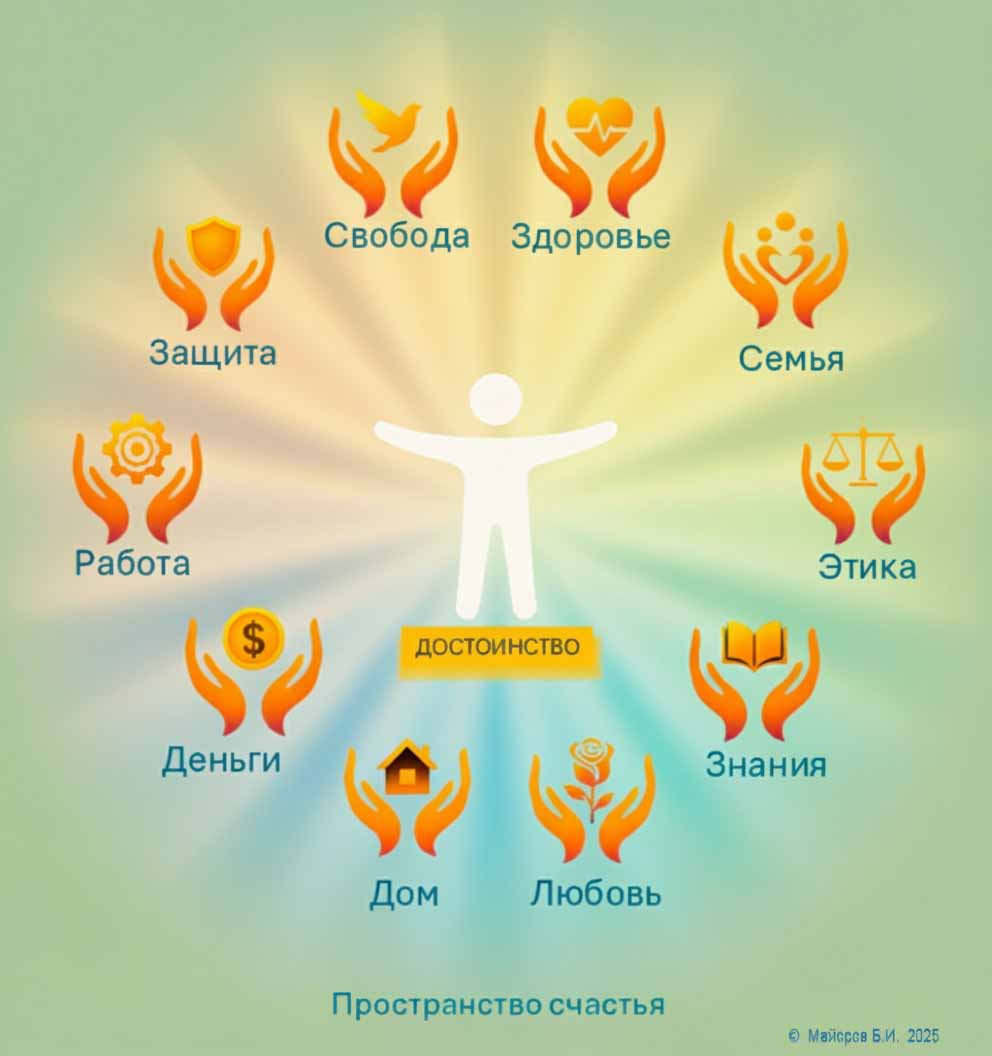 Свобода
Здоровье
Защита
Семья
Работа
Этика
$
ДОСТОИНСТВО
Деньги
Знания
Дом
Любовь
Пространство счастья
© Майоров Б.И. 2025